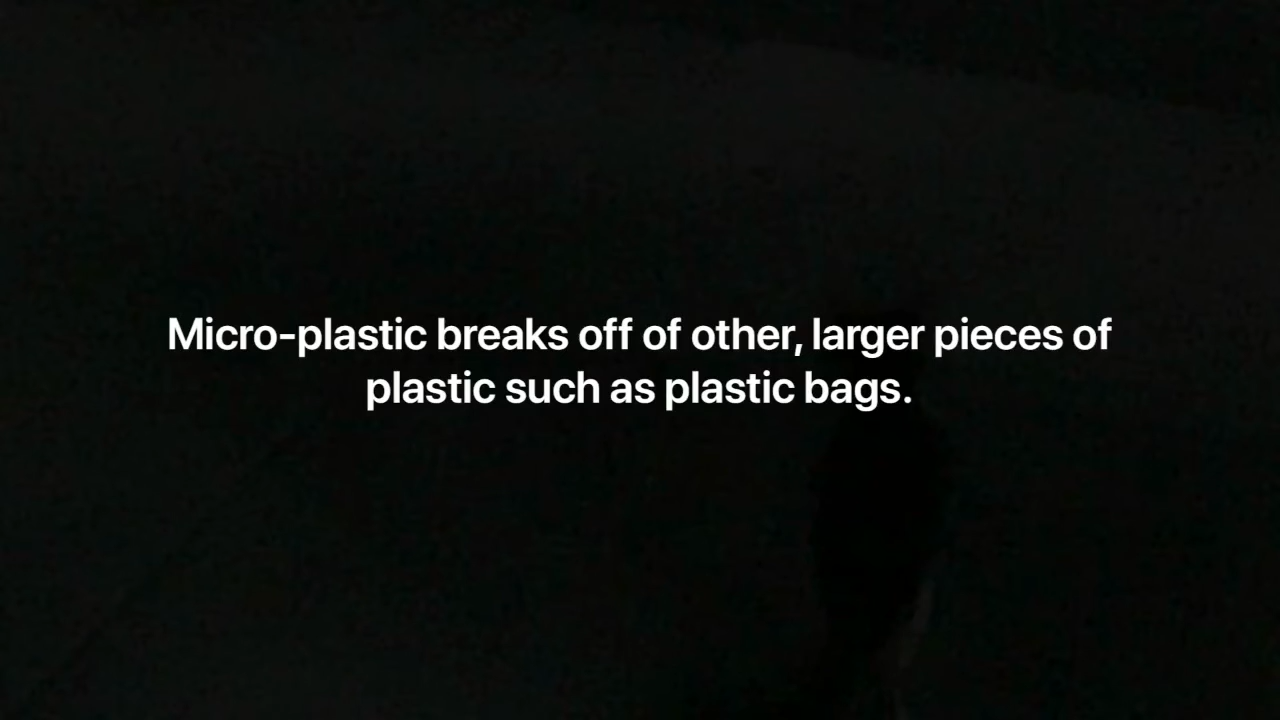 Micro-plastic breaks off of other, larger pieces of
plastic such as plastic bags.